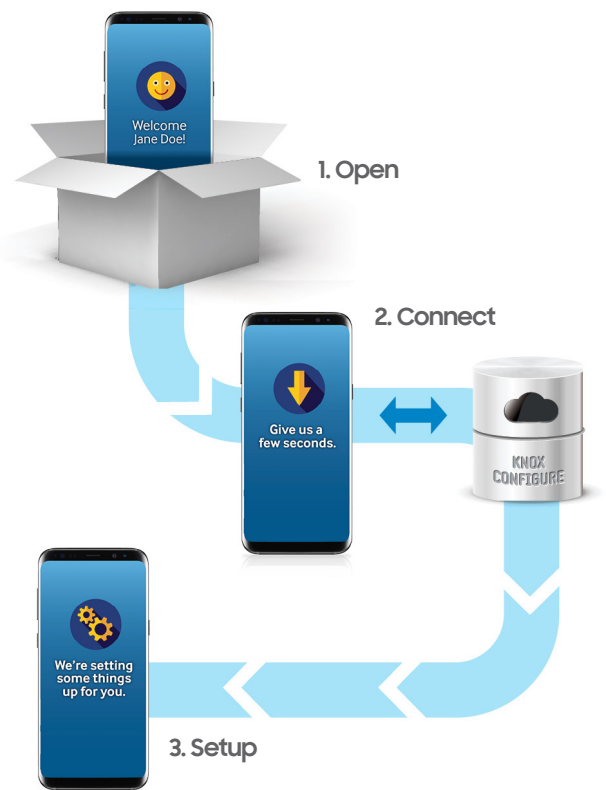 Welcome
Jane Doe!
1. Open
2. Connect
Give us a
few seconds.
KNOX
CONFIGURE
We're setting
some things
up for you.
3. Setup